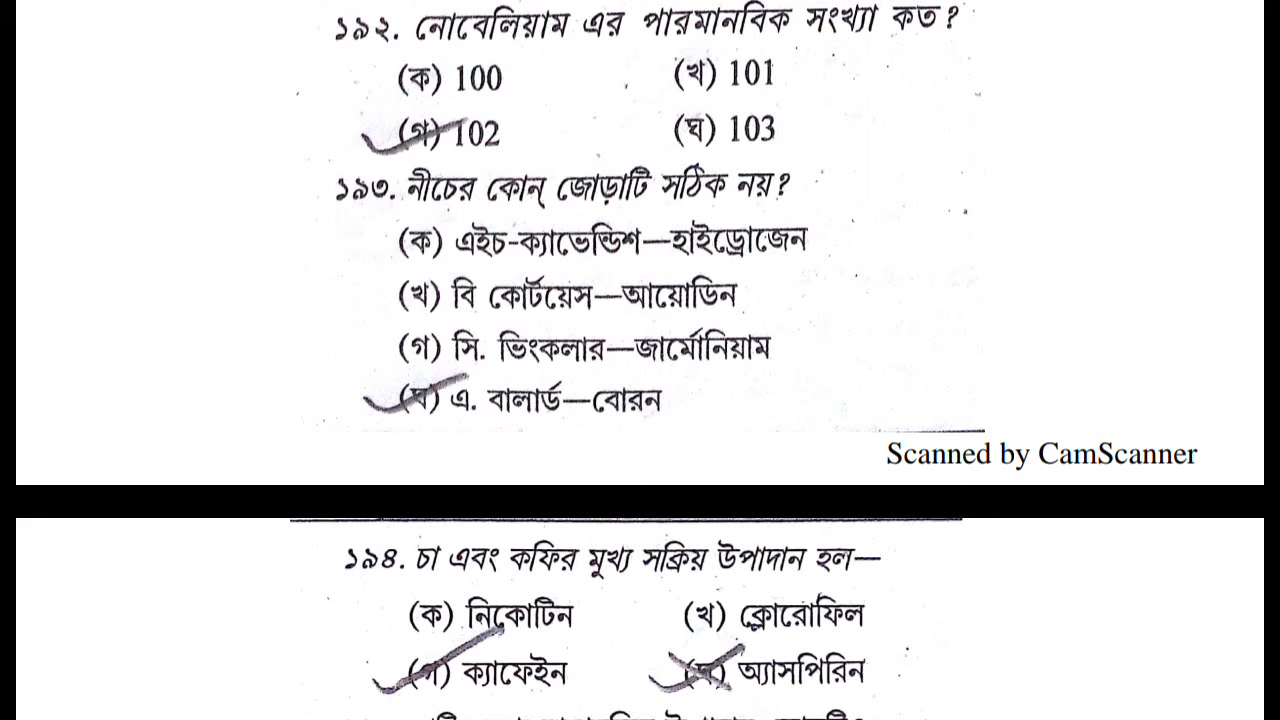 ১৯২. নোবেলিয়াম এর পারমানবিক সংখ্যা কত?
(ক) 100 (খ) 101
(গ) 102 (ঘ) 103
১৯৩. নীচের কোন্ জোড়াটি সঠিক নয়?
(ক) এইচ-ক্যাভেন্ডিশ—হাইড্রোজেন
(খ) বি কোর্টয়েস—আয়োডিন
(গ) সি. ভিংকলার—জার্মোনিয়াম
(ঘ) এ. বালার্ড—বোরন
Scanned by CamScanner
১৯৪. চা এবং কফির মুখ্য সক্রিয় উপাদান হল—
(ক) নিকোটিন (খ) ক্লোরোফিল
(গ) ক্যাফেইন (ঘ) অ্যাসপিরিন